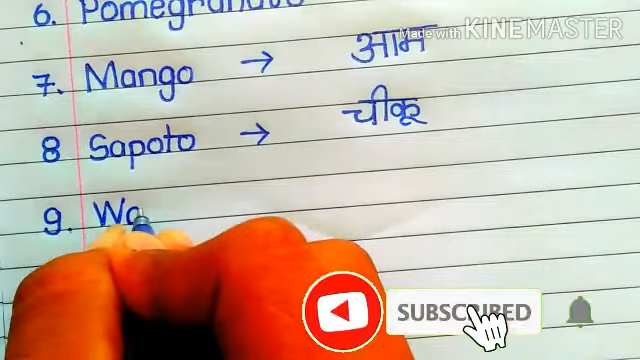 6. Pomegranate
Made with KINEMASTER
7. Mango → आम
8 Sapoto → चीकू
9. Wa
SUBSCRIBED